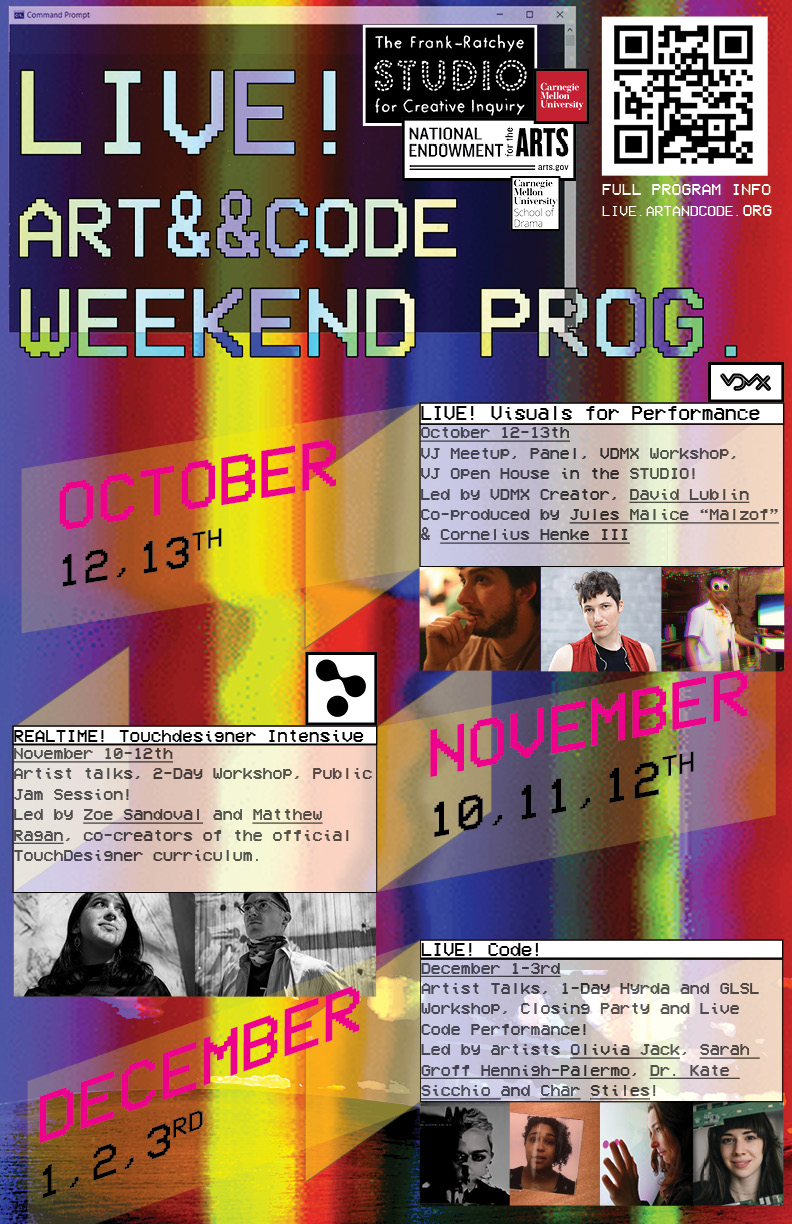 Command Prompt
The Frank-Ratchye
STUDIO
for Creative Inquiry
Carnegie
Mellon
University
NATIONAL
ENDOWMENT for the ARTS
arts.gov
Carnegie
Mellon
University
School of
Drama
FULL PROGRAM INFO
LIVE.ARTANDCODE.ORG
LIVE!
ART&&CODE
WEEKEND PROG.
VDMX
OCTOBER
12,13TH
LIVE! Visuals for Performance
October 12-13th
VJ Meetup, Panel, VDMX Workshop,
VJ Open House in the STUDIO!
Led by VDMX Creator, David Lublin
Co-produced by Jules Malice “Malzof”
& Cornelius Henke III
NOVEMBER
10,11,12TH
REALTIME! Touchdesigner Intensive
November 10-12th
Artist talks, 2-Day Workshop, Public
Jam Session!
Led by Zoe Sandoval and Matthew
Ragan, co-creators of the official
TouchDesigner curriculum.
DECEMBER
1,2,3RD
LIVE! Code!
December 1-3rd
Artist Talks, 1-Day Hyrda and GLSL
Workshop, Closing Party and Live
Code Performance!
Led by artists Olivia Jack, Sarah
Groff Hennigh-Palermo, Dr. Kate
Sicchio and Char Stiles!